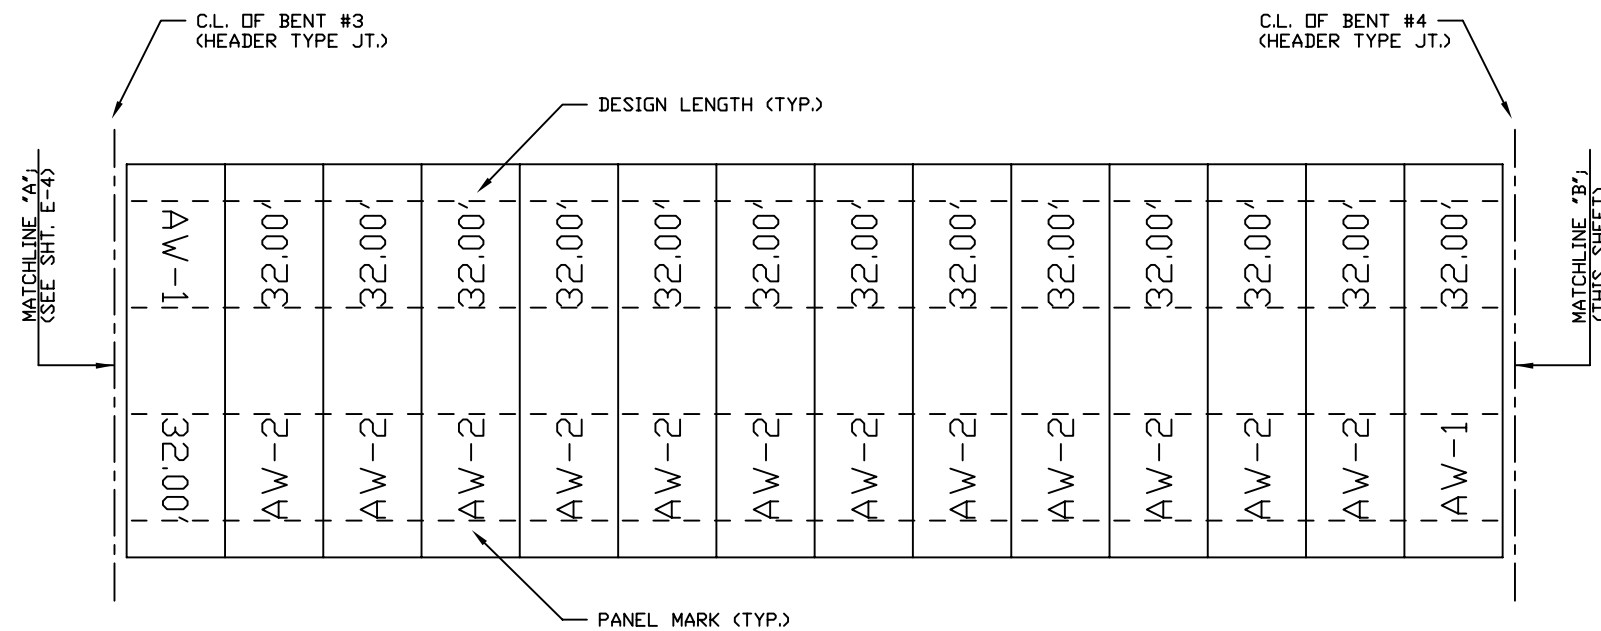 C.L. OF BENT #3
(HEADER TYPE JT.)
C.L. OF BENT #4
(HEADER TYPE JT.)
DESIGN LENGTH (TYP.)
MATCHLINE "A";
(SEE SHT. E-4)
AW-1
32.00'
32.00'
32.00'
32.00'
32.00'
32.00'
32.00'
32.00'
32.00'
32.00'
32.00'
32.00'
32.00'
MATCHLINE "B";
(THIS SHEET)
32.00'
AW-2
AW-2
AW-2
AW-2
AW-2
AW-2
AW-2
AW-2
AW-2
AW-2
AW-2
AW-2
AW-1
PANEL MARK (TYP.)